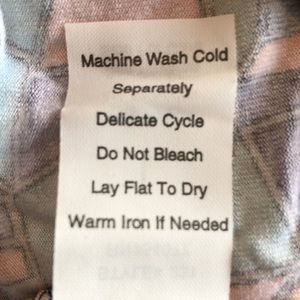 Machine Wash Cold
Separately
Delicate Cycle
Do Not Bleach
Lay Flat To Dry
Warm Iron If Needed